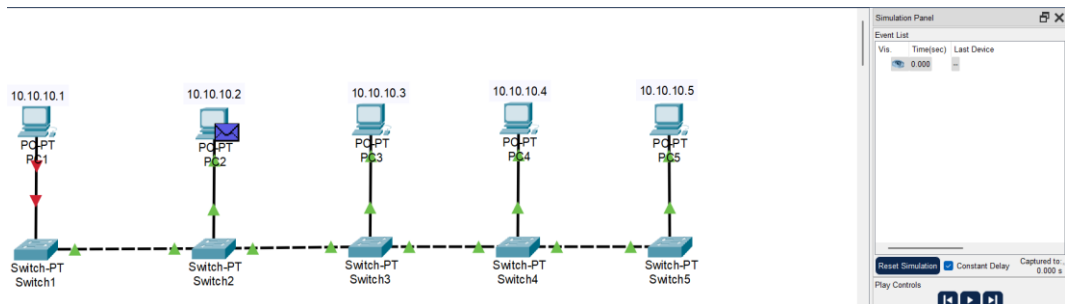 Simulation Panel
Event List
Vis. Time(sec) Last Device
0.000 --
10.10.10.1
10.10.10.2
10.10.10.3
10.10.10.4
10.10.10.5
PC-PT
PC1
PC-PT
PC2
PC-PT
PC3
PC-PT
PC4
PC-PT
PC5
Switch-PT
Switch1
Switch-PT
Switch2
Switch-PT
Switch3
Switch-PT
Switch4
Switch-PT
Switch5
Reset Simulation
Constant Delay
Captured to:
0.000 s
Play Controls